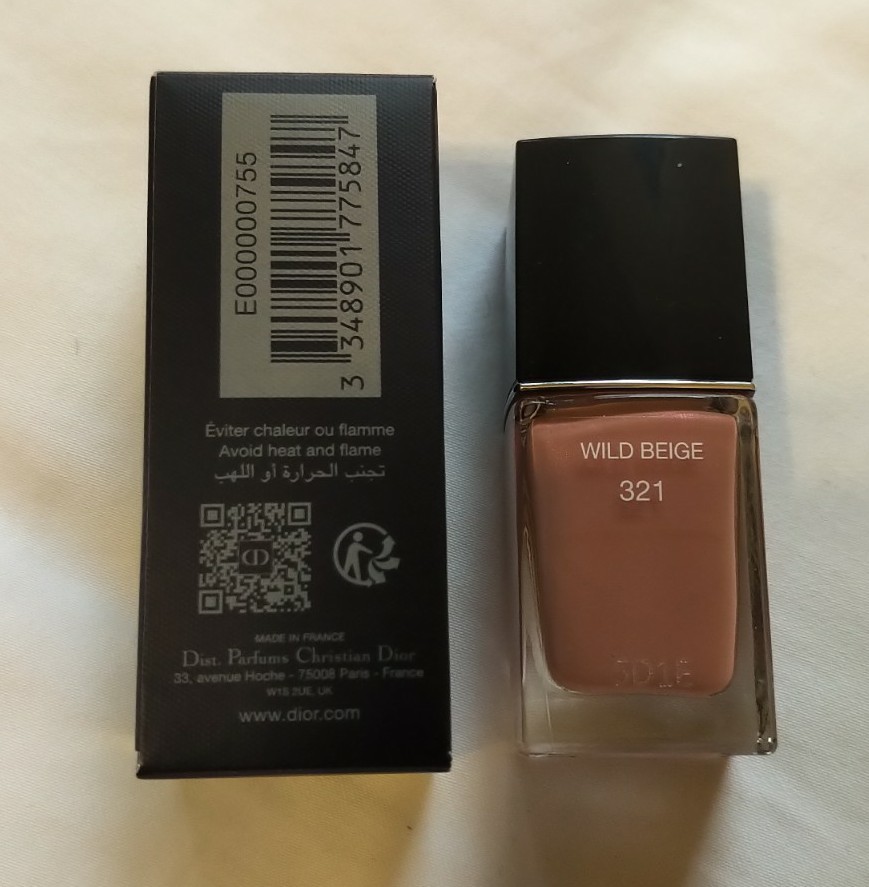 E000000755
3 348901 775847
Éviter chaleur ou flamme
Avoid heat and flame
تجنب الحرارة أو اللهب
CD
MADE IN FRANCE
Dist. Parfums Christian Dior
33, avenue Hoche - 75008 Paris - France
W1S 2UE, UK
www.dior.com
WILD BEIGE
321